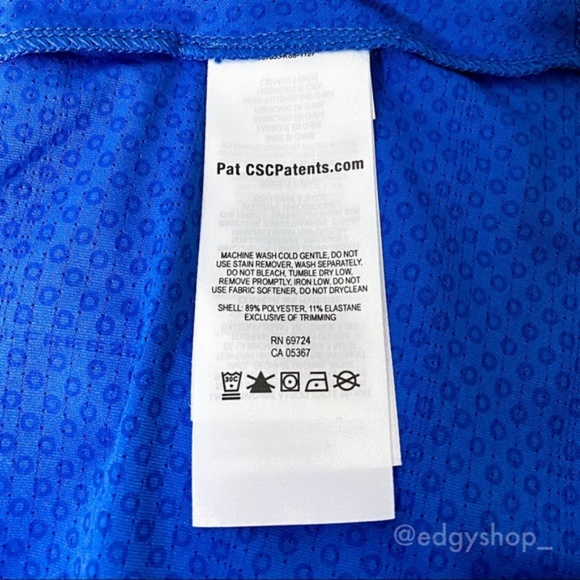 Pat CSCPatents.com
MACHINE WASH COLD GENTLE, DO NOT
USE STAIN REMOVER, WASH SEPARATELY,
DO NOT BLEACH, TUMBLE DRY LOW,
REMOVE PROMPTLY, IRON LOW, DO NOT
USE FABRIC SOFTENER, DO NOT DRYCLEAN
SHELL: 89% POLYESTER, 11% ELASTANE
EXCLUSIVE OF TRIMMING
RN 69724
CA 05367
30C
@edgyshop_